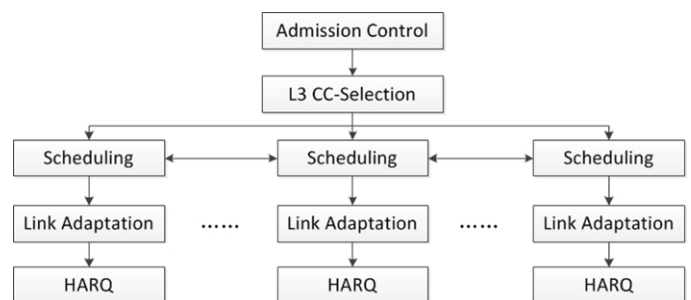 Admission Control
L3 CC-Selection
Scheduling Scheduling Scheduling
Link Adaptation ...... Link Adaptation ...... Link Adaptation
HARQ HARQ HARQ